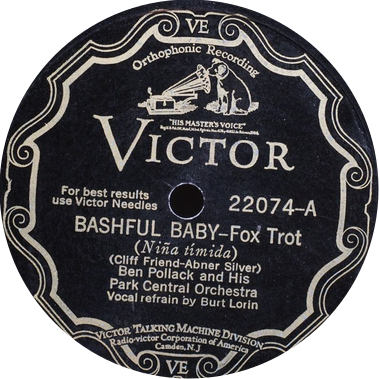 VE
Orthophonic Recording
"HIS MASTER'S VOICE"
VICTOR
For best results
use Victor Needles
22074-A
BASHFUL BABY-Fox Trot
(Niña tímida)
(Cliff Friend-Abner Silver)
Ben Pollack and His
Park Central Orchestra
Vocal refrain by Burt Lorin
VICTOR TALKING MACHINE DIVISION
Radio-Victor Corporation of America
Camden, N.J
VE